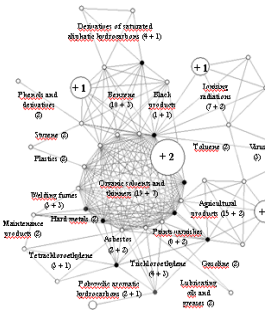 Derivatives of saturated
aliphatic hydrocarbons (4 + 1)
+ 1
+ 1
Phenols and
derivatives
(2)
Benzene
(10 + 3)
Black
products
(1 + 1)
Ionizing
radiations
(7 + 2)
Styrene (2)
Toluene (2)
Plastics (2)
+ 2
Organic solvents and
thinners (19 + 7)
Welding fumes
(3 + 3)
Agricultural
products (15 + 2)
Maintenance
products (2)
Hard metals (2)
Asbestos
(2 + 2)
Paints varnishes
(6 + 2)
Tetrachloroethylene
(3 + 1)
Trichloroethylene
(4 + 3)
Gasoline (2)
Polycyclic aromatic
hydrocarbons (2 + 1)
Lubricating
oils and
greases (2)